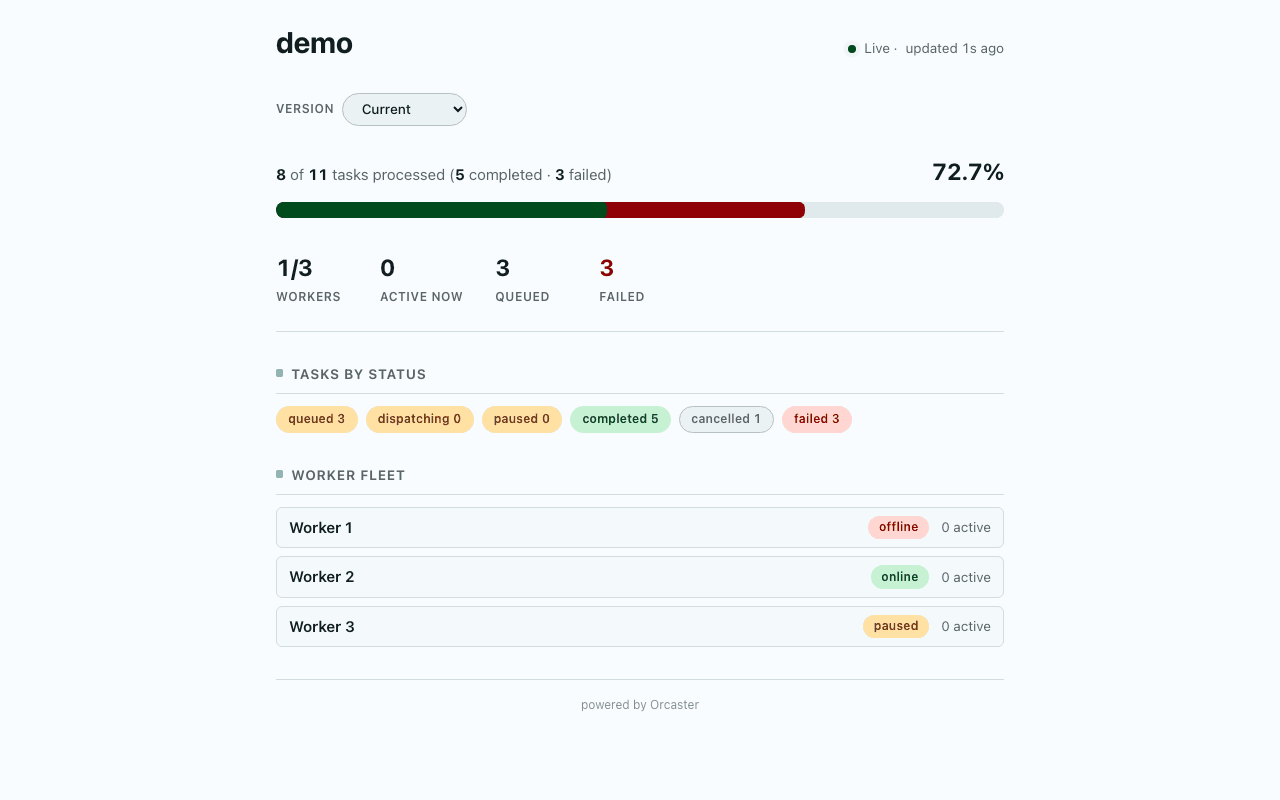 demo
Live · updated 1s ago
VERSION Current
8 of 11 tasks processed (5 completed · 3 failed)
72.7%
1/3 0 3 3
WORKERS ACTIVE NOW QUEUED FAILED
TASKS BY STATUS
queued 3 dispatching 0 paused 0 completed 5 cancelled 1 failed 3
WORKER FLEET
Worker 1 offline 0 active
Worker 2 online 0 active
Worker 3 paused 0 active
powered by Orcaster